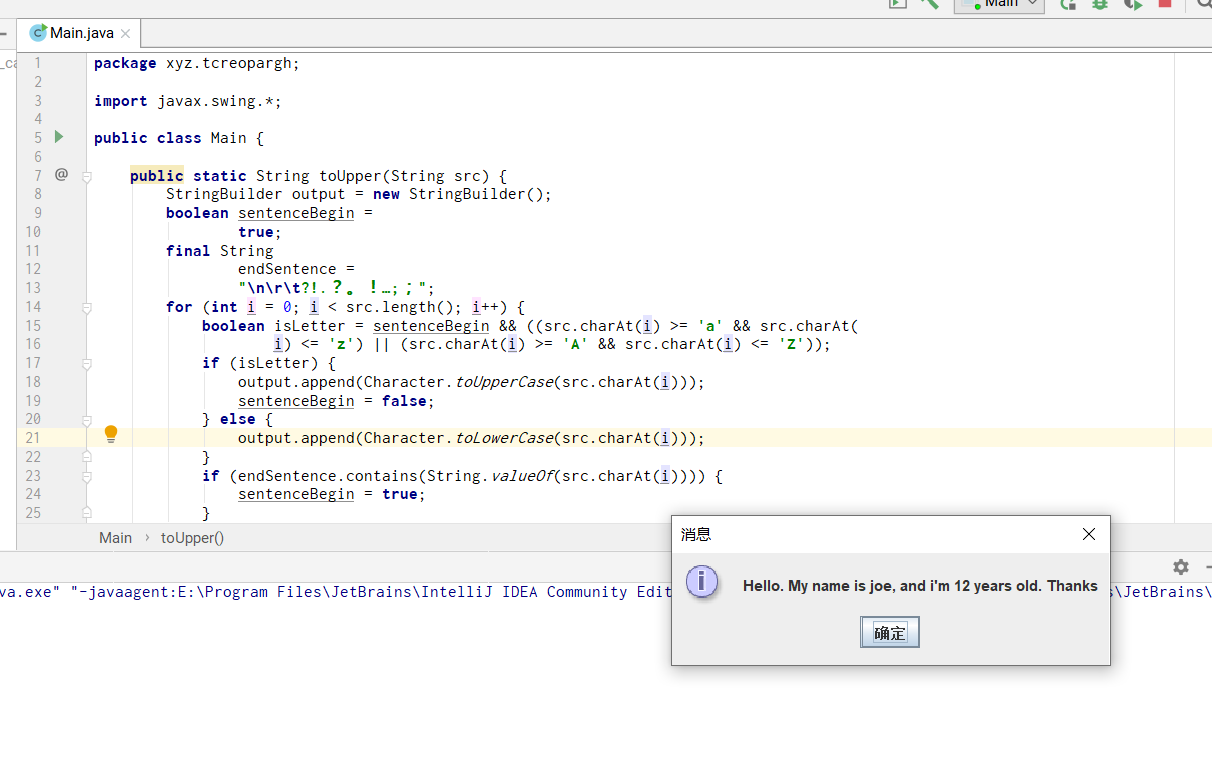 Main
Main.java
_ca
1 package xyz.tcreopargh;
2
3 import javax.swing.*;
4
5 public class Main {
6
7 @ public static String toUpper(String src) {
8 StringBuilder output = new StringBuilder();
9 boolean sentenceBegin =
10 true;
11 final String
12 endSentence =
13 "\n\r\t?!.？。！…;；";
14 for (int i = 0; i < src.length(); i++) {
15 boolean isLetter = sentenceBegin && ((src.charAt(i) >= 'a' && src.charAt(
16 i) <= 'z') || (src.charAt(i) >= 'A' && src.charAt(i) <= 'Z'));
17 if (isLetter) {
18 output.append(Character.toUpperCase(src.charAt(i)));
19 sentenceBegin = false;
20 } else {
21 output.append(Character.toLowerCase(src.charAt(i)));
22 }
23 if (endSentence.contains(String.valueOf(src.charAt(i)))) {
24 sentenceBegin = true;
25 }
Main › toUpper()
va.exe" "-javaagent:E:\Program Files\JetBrains\IntelliJ IDEA Community Edit
s\JetBrains\
消息
Hello. My name is joe, and i'm 12 years old. Thanks
确定